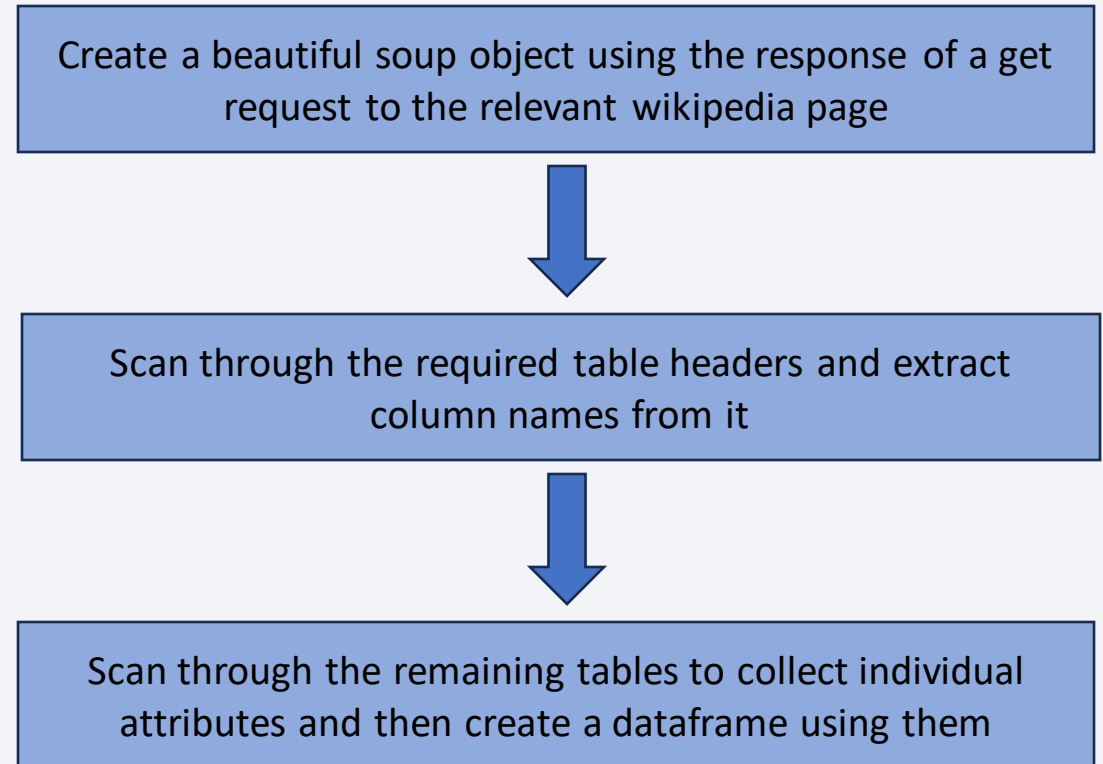 Create a beautiful soup object using the response of a get
request to the relevant wikipedia page
Scan through the required table headers and extract
column names from it
Scan through the remaining tables to collect individual
attributes and then create a dataframe using them